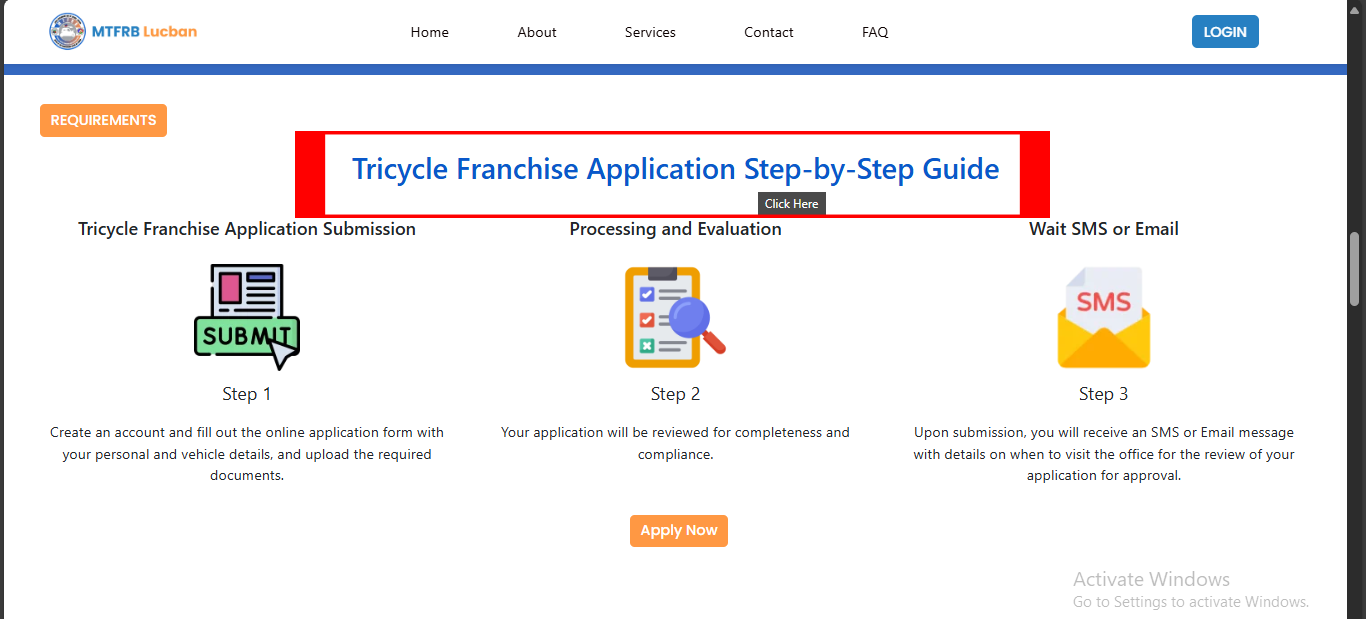 MTFRB Lucban
Home
About
Services
Contact
FAQ
LOGIN
REQUIREMENTS
Tricycle Franchise Application Step-by-Step Guide
Click Here
Tricycle Franchise Application Submission
SUBMIT
Step 1
Create an account and fill out the online application form with
your personal and vehicle details, and upload the required
documents.
Processing and Evaluation
Step 2
Your application will be reviewed for completeness and
compliance.
Wait SMS or Email
SMS
Step 3
Upon submission, you will receive an SMS or Email message
with details on when to visit the office for the review of your
application for approval.
Apply Now
Activate Windows
Go to Settings to activate Windows.